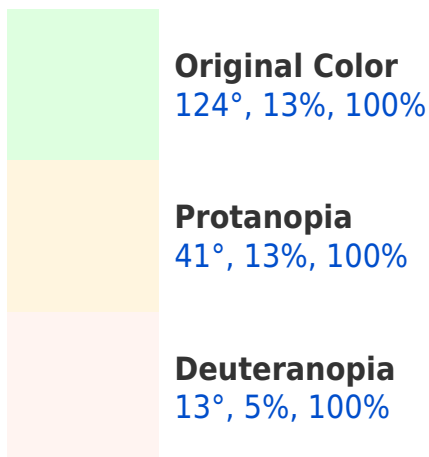 Original Color
124°, 13%, 100%
Protanopia
41°, 13%, 100%
Deuteranopia
13°, 5%, 100%